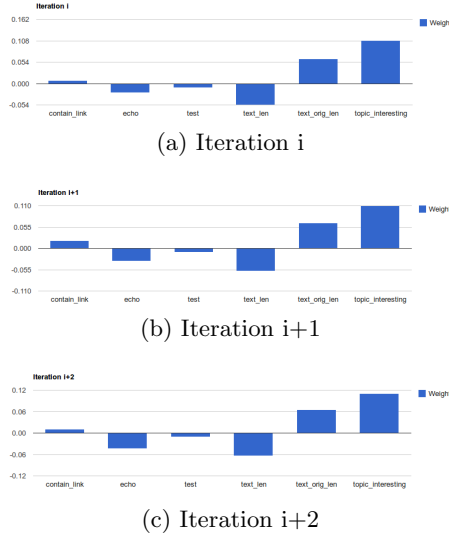 Iteration i
0.162
0.108
0.054
0.000
-0.054
Weight
contain_link echo test text_len text_orig_len topic_interesting
(a) Iteration i
Iteration i+1
0.110
0.055
0.000
-0.055
-0.110
Weight
contain_link echo test text_len text_orig_len topic_interesting
(b) Iteration i+1
Iteration i+2
0.12
0.06
0.00
-0.06
-0.12
Weight
contain_link echo test text_len text_orig_len topic_interesting
(c) Iteration i+2